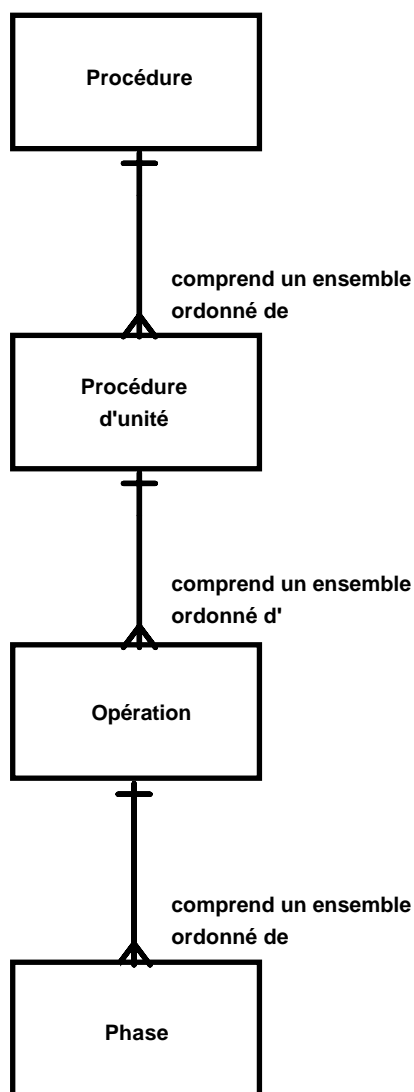 Procédure
comprend un ensemble
ordonné de
Procédure
d'unité
comprend un ensemble
ordonné d'
Opération
comprend un ensemble
ordonné de
Phase